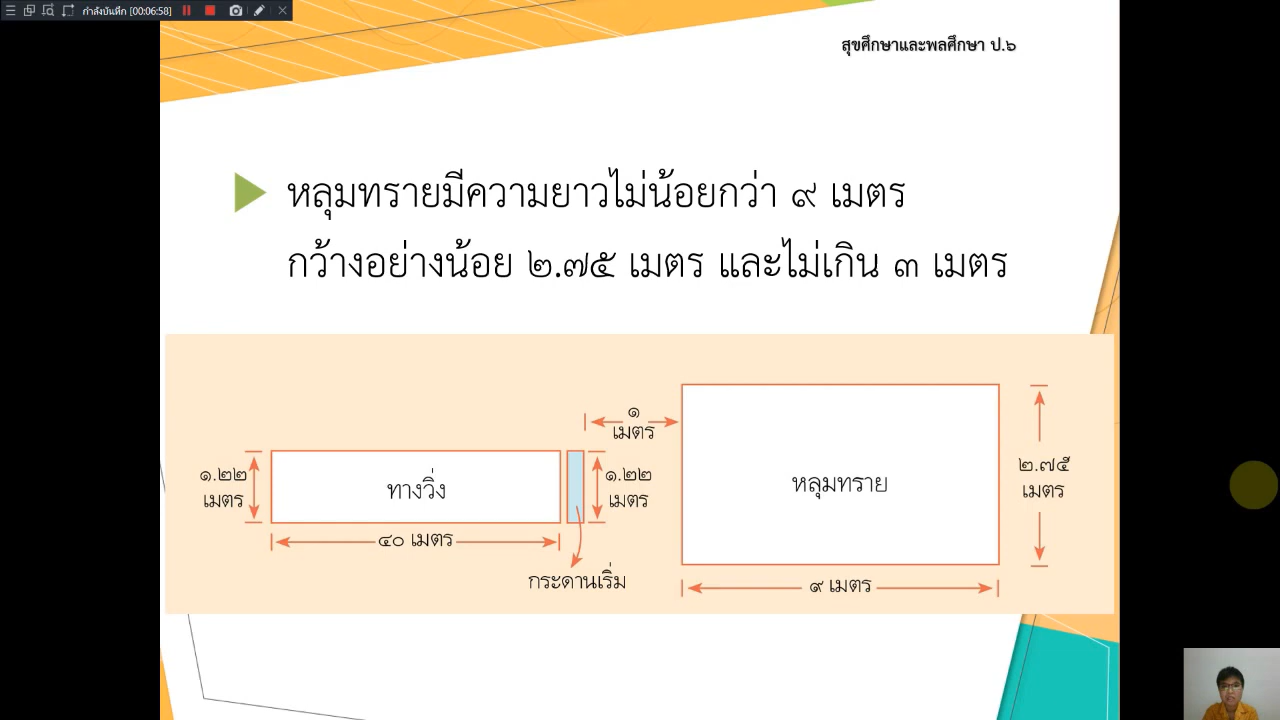 กำลังบันทึก [00:06:58]
สุขศึกษาและพลศึกษา ป.๖
หลุมทรายมีความยาวไม่น้อยกว่า ๙ เมตร
กว้างอย่างน้อย ๒.๗๕ เมตร และไม่เกิน ๓ เมตร
๑
เมตร
๑.๒๒
เมตร
ทางวิ่ง
๑.๒๒
เมตร
หลุมทราย
๒.๗๕
เมตร
๔๐ เมตร
กระดานเริ่ม
๙ เมตร